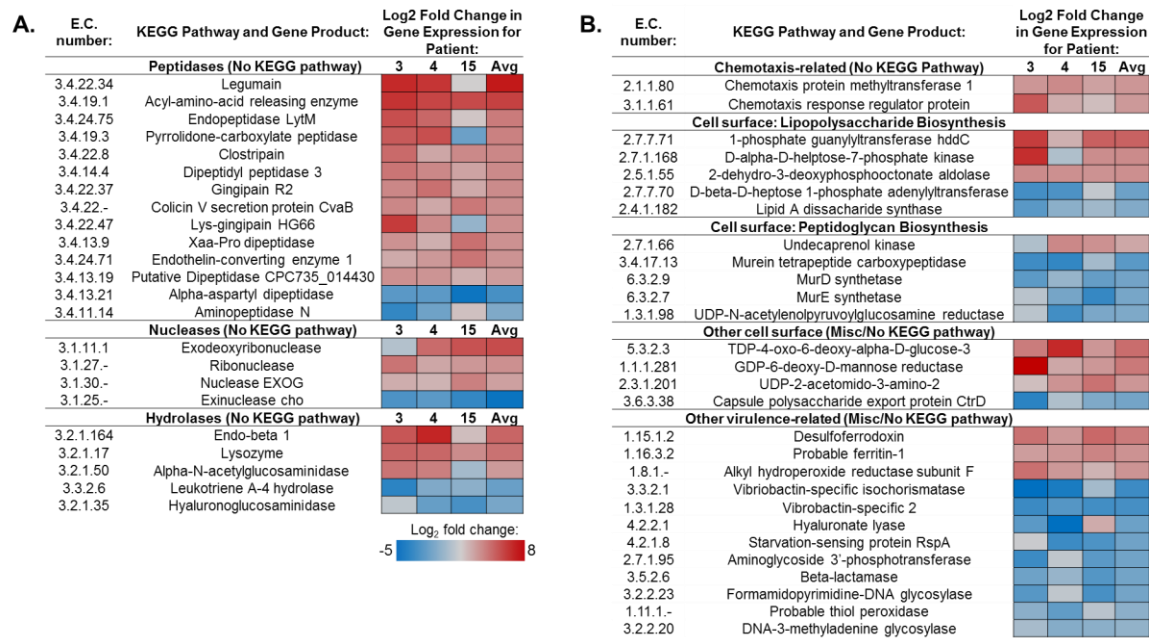 A.
E.C. number:
KEGG Pathway and Gene Product:
Log2 Fold Change in Gene Expression for Patient:
Peptidases (No KEGG pathway) 3 4 15 Avg
3.4.22.34 Legumain
3.4.19.1 Acyl-amino-acid releasing enzyme
3.4.24.75 Endopeptidase LytM
3.4.19.3 Pyrrolidone-carboxylate peptidase
3.4.22.8 Clostripain
3.4.14.4 Dipeptidyl peptidase 3
3.4.22.37 Gingipain R2
3.4.22.- Colicin V secretion protein CvaB
3.4.22.47 Lys-gingipain HG66
3.4.13.9 Xaa-Pro dipeptidase
3.4.24.71 Endothelin-converting enzyme 1
3.4.13.19 Putative Dipeptidase CPC735_014430
3.4.13.21 Alpha-aspartyl dipeptidase
3.4.11.14 Aminopeptidase N
Nucleases (No KEGG pathway) 3 4 15 Avg
3.1.11.1 Exodeoxyribonuclease
3.1.27.- Ribonuclease
3.1.30.- Nuclease EXOG
3.1.25.- Exinuclease cho
Hydrolases (No KEGG pathway) 3 4 15 Avg
3.2.1.164 Endo-beta 1
3.2.1.17 Lysozyme
3.2.1.50 Alpha-N-acetylglucosaminidase
3.3.2.6 Leukotriene A-4 hydrolase
3.2.1.35 Hyaluronoglucosaminidase
Log2 fold change:
-5 8
B.
E.C. number:
KEGG Pathway and Gene Product:
Log2 Fold Change in Gene Expression for Patient:
Chemotaxis-related (No KEGG Pathway) 3 4 15 Avg
2.1.1.80 Chemotaxis protein methyltransferase 1
3.1.1.61 Chemotaxis response regulator protein
Cell surface: Lipopolysaccharide Biosynthesis
2.7.7.71 1-phosphate guanylyltransferase hddC
2.7.1.168 D-alpha-D-helptose-7-phosphate kinase
2.5.1.55 2-dehydro-3-deoxyphosphooctonate aldolase
2.7.7.70 D-beta-D-heptose 1-phosphate adenylyltransferase
2.4.1.182 Lipid A dissacharide synthase
Cell surface: Peptidoglycan Biosynthesis
2.7.1.66 Undecaprenol kinase
3.4.17.13 Murein tetrapeptide carboxypeptidase
6.3.2.9 MurD synthetase
6.3.2.7 MurE synthetase
1.3.1.98 UDP-N-acetylenolpyruvoylglucosamine reductase
Other cell surface (Misc/No KEGG pathway)
5.3.2.3 TDP-4-oxo-6-deoxy-alpha-D-glucose-3
1.1.1.281 GDP-6-deoxy-D-mannose reductase
2.3.1.201 UDP-2-acetomido-3-amino-2
3.6.3.38 Capsule polysaccharide export protein CtrD
Other virulence-related (Misc/No KEGG pathway)
1.15.1.2 Desulfoferrodoxin
1.16.3.2 Probable ferritin-1
1.8.1.- Alkyl hydroperoxide reductase subunit F
3.3.2.1 Vibriobactin-specific isochorismatase
1.3.1.28 Vibrobactin-specific 2
4.2.2.1 Hyaluronate lyase
4.2.1.8 Starvation-sensing protein RspA
2.7.1.95 Aminoglycoside 3'-phosphotransferase
3.5.2.6 Beta-lactamase
3.2.2.23 Formamidopyrimidine-DNA glycosylase
1.11.1.- Probable thiol peroxidase
3.2.2.20 DNA-3-methyladenine glycosylase